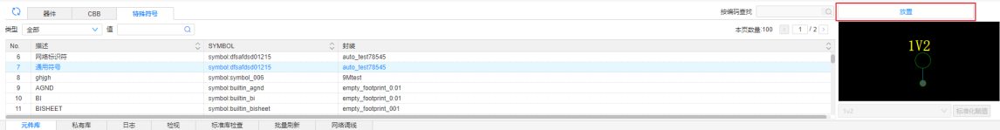 器件 CBB 特殊符号 按编码查找 放置
类型 全部 值 本页数量:100 1 / 2
No. 描述 SYMBOL 封装
6 网络标识符 symbol:dfsafdsd01215 auto_test78545
7 通用符号 symbol:dfsafdsd01215 auto_test78545
8 ghjgh symbol:symbol_006 9Mtest
9 AGND symbol:builtin_agnd empty_footprint_0:01
10 BI symbol:builtin_bi empty_footprint_0:01
11 BISHEET symbol:builtin_bisheet empty_footprint_001
1V2
1v2 标准化赋值
元件库 私有库 日志 检视 标准库检查 批量刷新 网络调线